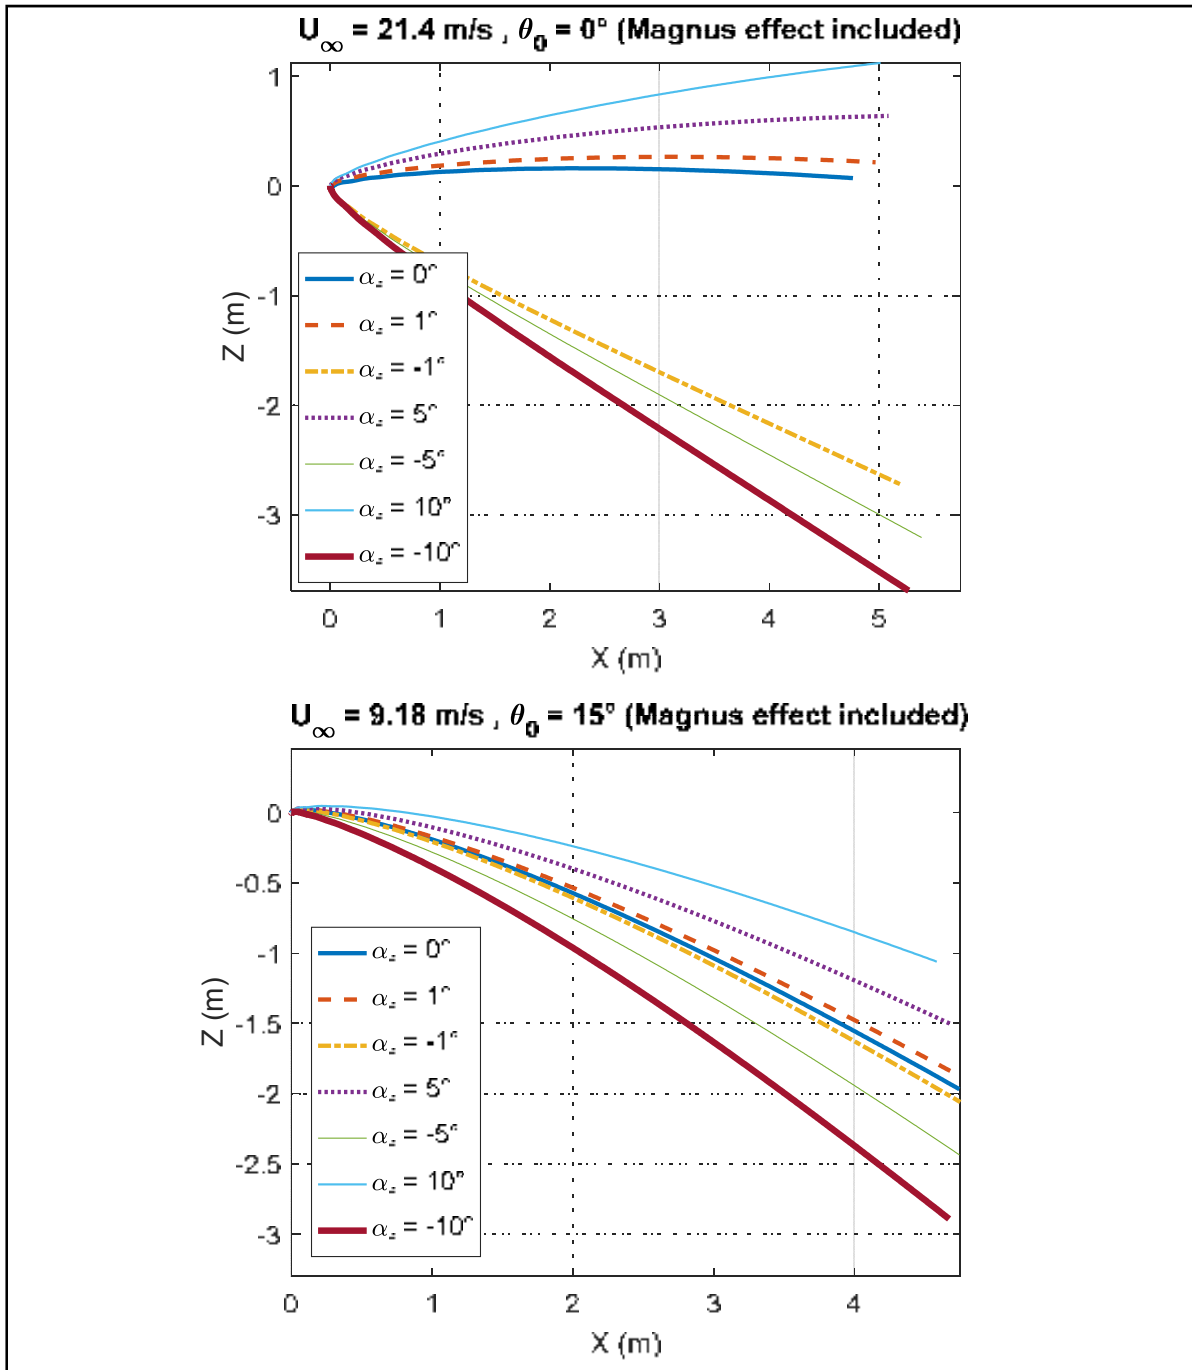 U∞ = 21.4 m/s , θ0 = 0° (Magnus effect included)
1
0
-1
-2
-3
Z (m)
αz = 0°
αz = 1°
αz = -1°
αz = 5°
αz = -5°
αz = 10°
αz = -10°
0 1 2 3 4 5
X (m)
U∞ = 9.18 m/s , θ0 = 15° (Magnus effect included)
0
-0.5
-1
-1.5
-2
-2.5
-3
Z (m)
αz = 0°
αz = 1°
αz = -1°
αz = 5°
αz = -5°
αz = 10°
αz = -10°
0 1 2 3 4
X (m)